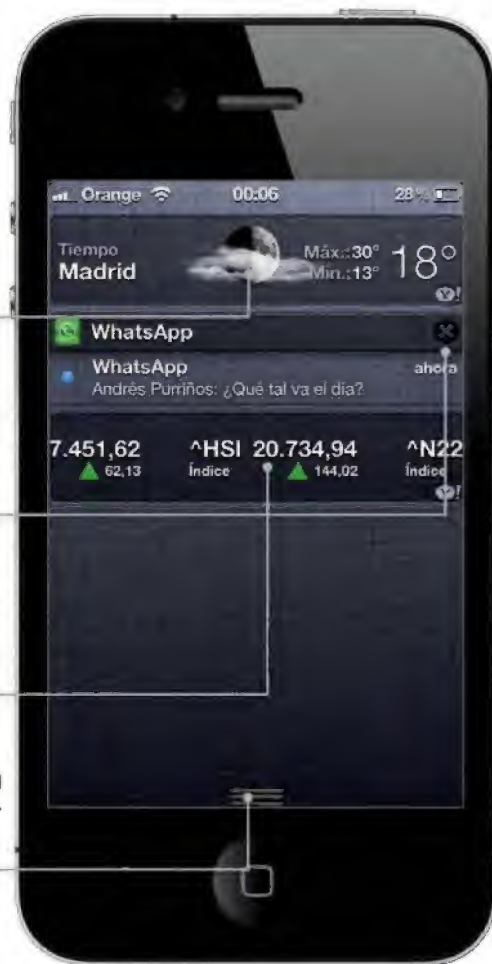 Orange 00:06 28%
Tiempo
Madrid
Máx.:30°
Mín.:13°
18°
Y!
WhatsApp
WhatsApp ahora
Andrés Purriños: ¿Qué tal va el día?
7.451,62 ^HSI 20.734,94 ^N22
62,13 Índice 144,02 Índice
Y!